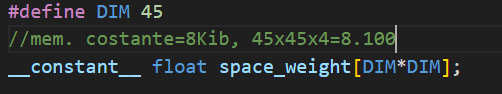 #define DIM 45
//mem. costante=8Kib, 45x45x4=8.100
__constant__ float space_weight[DIM*DIM];